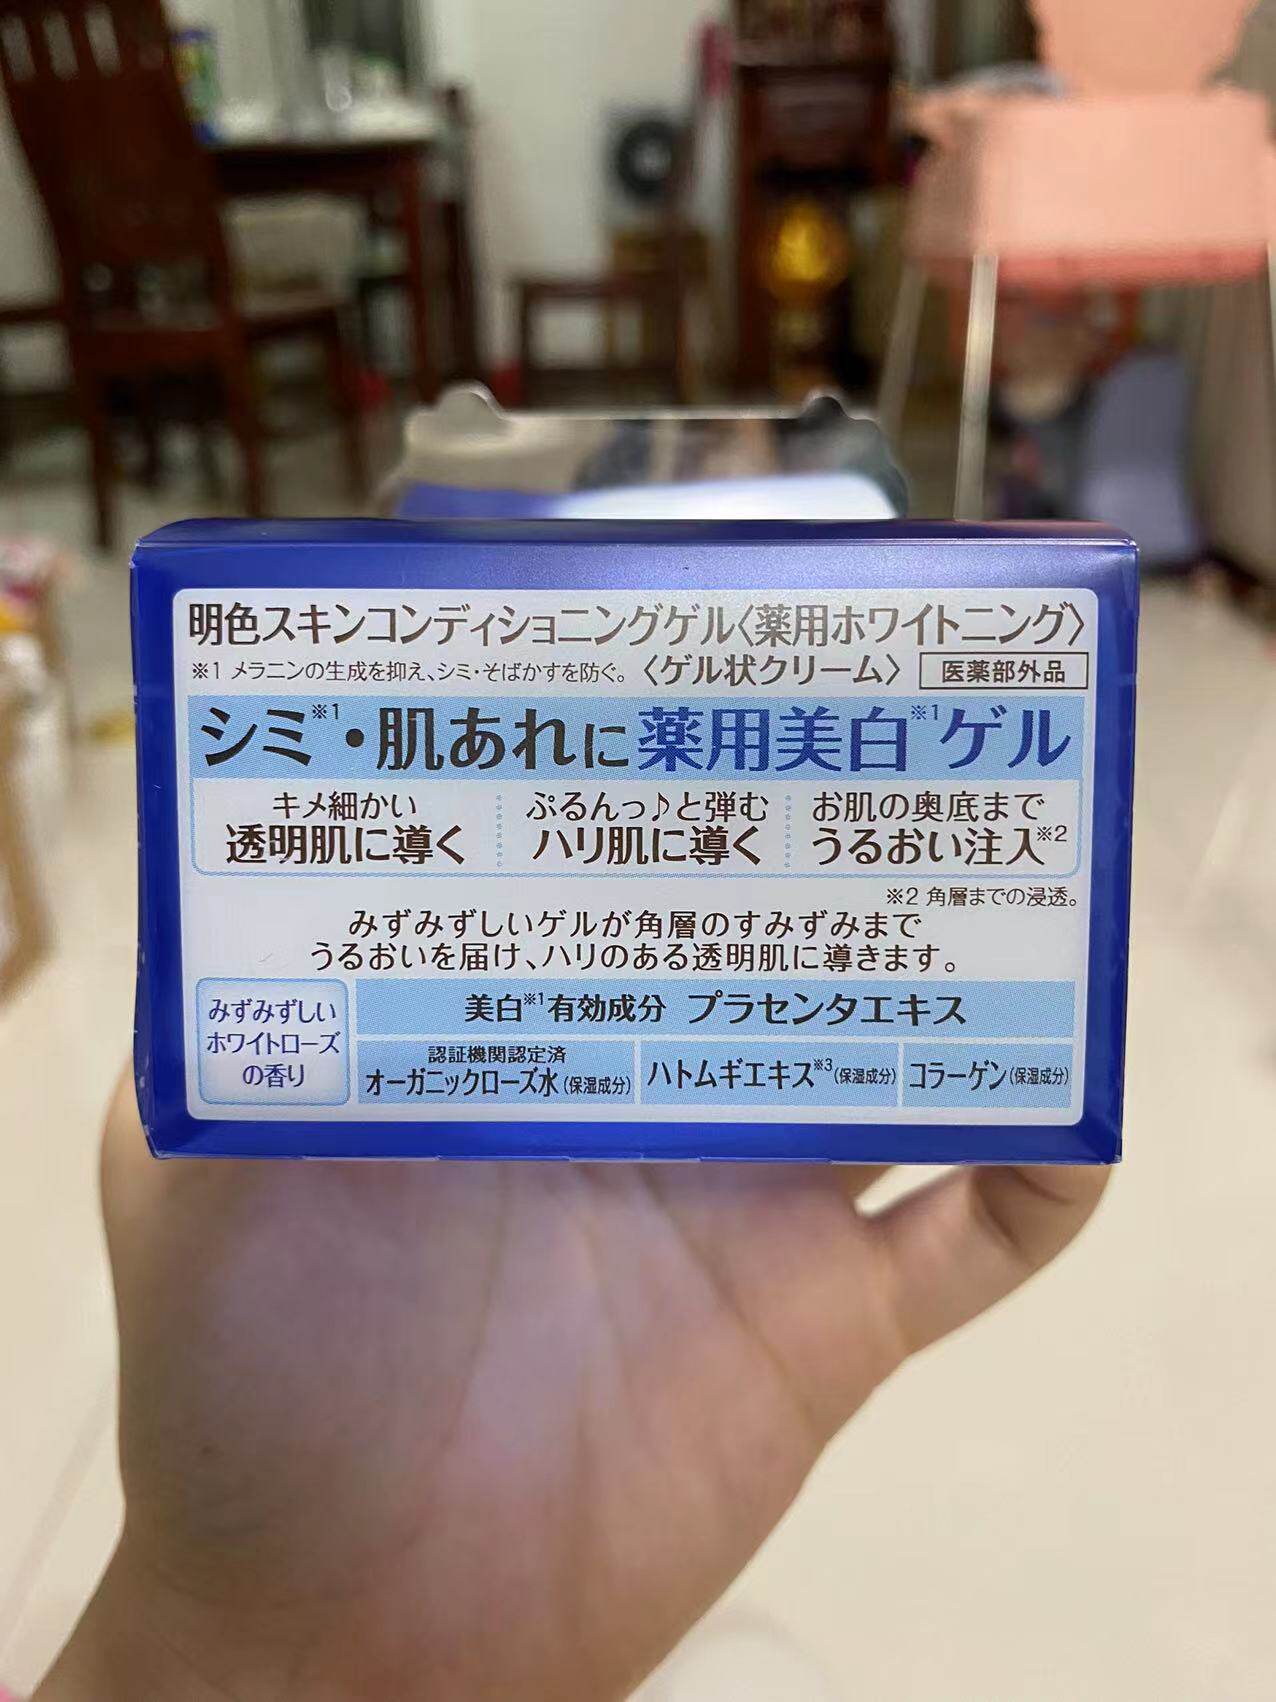 明色スキンコンディショニングゲル〈薬用ホワイトニング〉
※1 メラニンの生成を抑え、シミ・そばかすを防ぐ。〈ゲル状クリーム〉 医薬部外品
シミ※1・肌あれに薬用美白※1ゲル
キメ細かい
透明肌に導く
ぷるんっ♪と弾む
ハリ肌に導く
お肌の奥底まで
うるおい注入※2
※2 角層までの浸透。
みずみずしいゲルが角層のすみずみまで
うるおいを届け、ハリのある透明肌に導きます。
みずみずしい
ホワイトローズ
の香り
美白※1有効成分 プラセンタエキス
認証機関認定済
オーガニックローズ水(保湿成分)
ハトムギエキス※3(保湿成分)
コラーゲン(保湿成分)